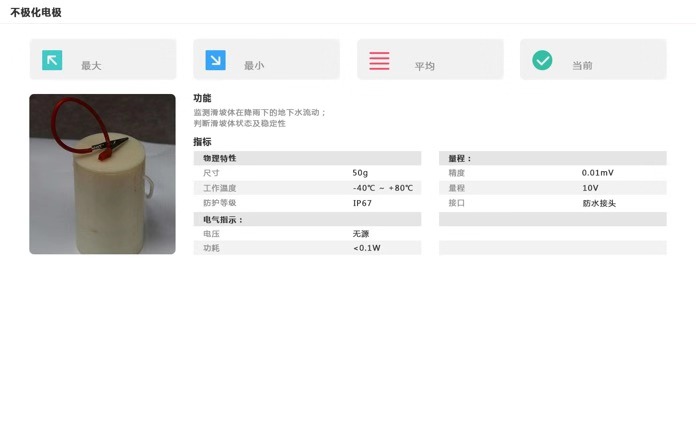 不极化电极
最大
最小
平均
当前
功能
监测滑坡体在降雨下的地下水流动；
判断滑坡体状态及稳定性
指标
物理特性
尺寸 50g
工作温度 -40℃ ~ +80℃
防护等级 IP67
电气指示：
电压 无源
功耗 <0.1W
量程：
精度 0.01mV
量程 10V
接口 防水接头